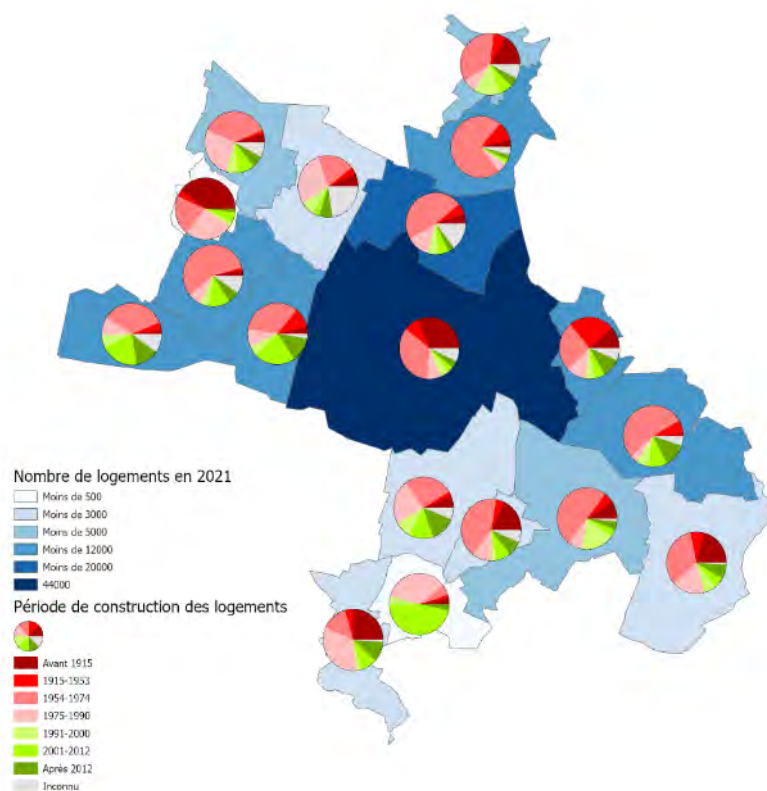 Nombre de logements en 2021
Moins de 500
Moins de 3000
Moins de 5000
Moins de 12000
Moins de 20000
44000
Période de construction des logements
Avant 1915
1915-1953
1954-1974
1975-1990
1991-2000
2001-2012
Après 2012
Inconnu